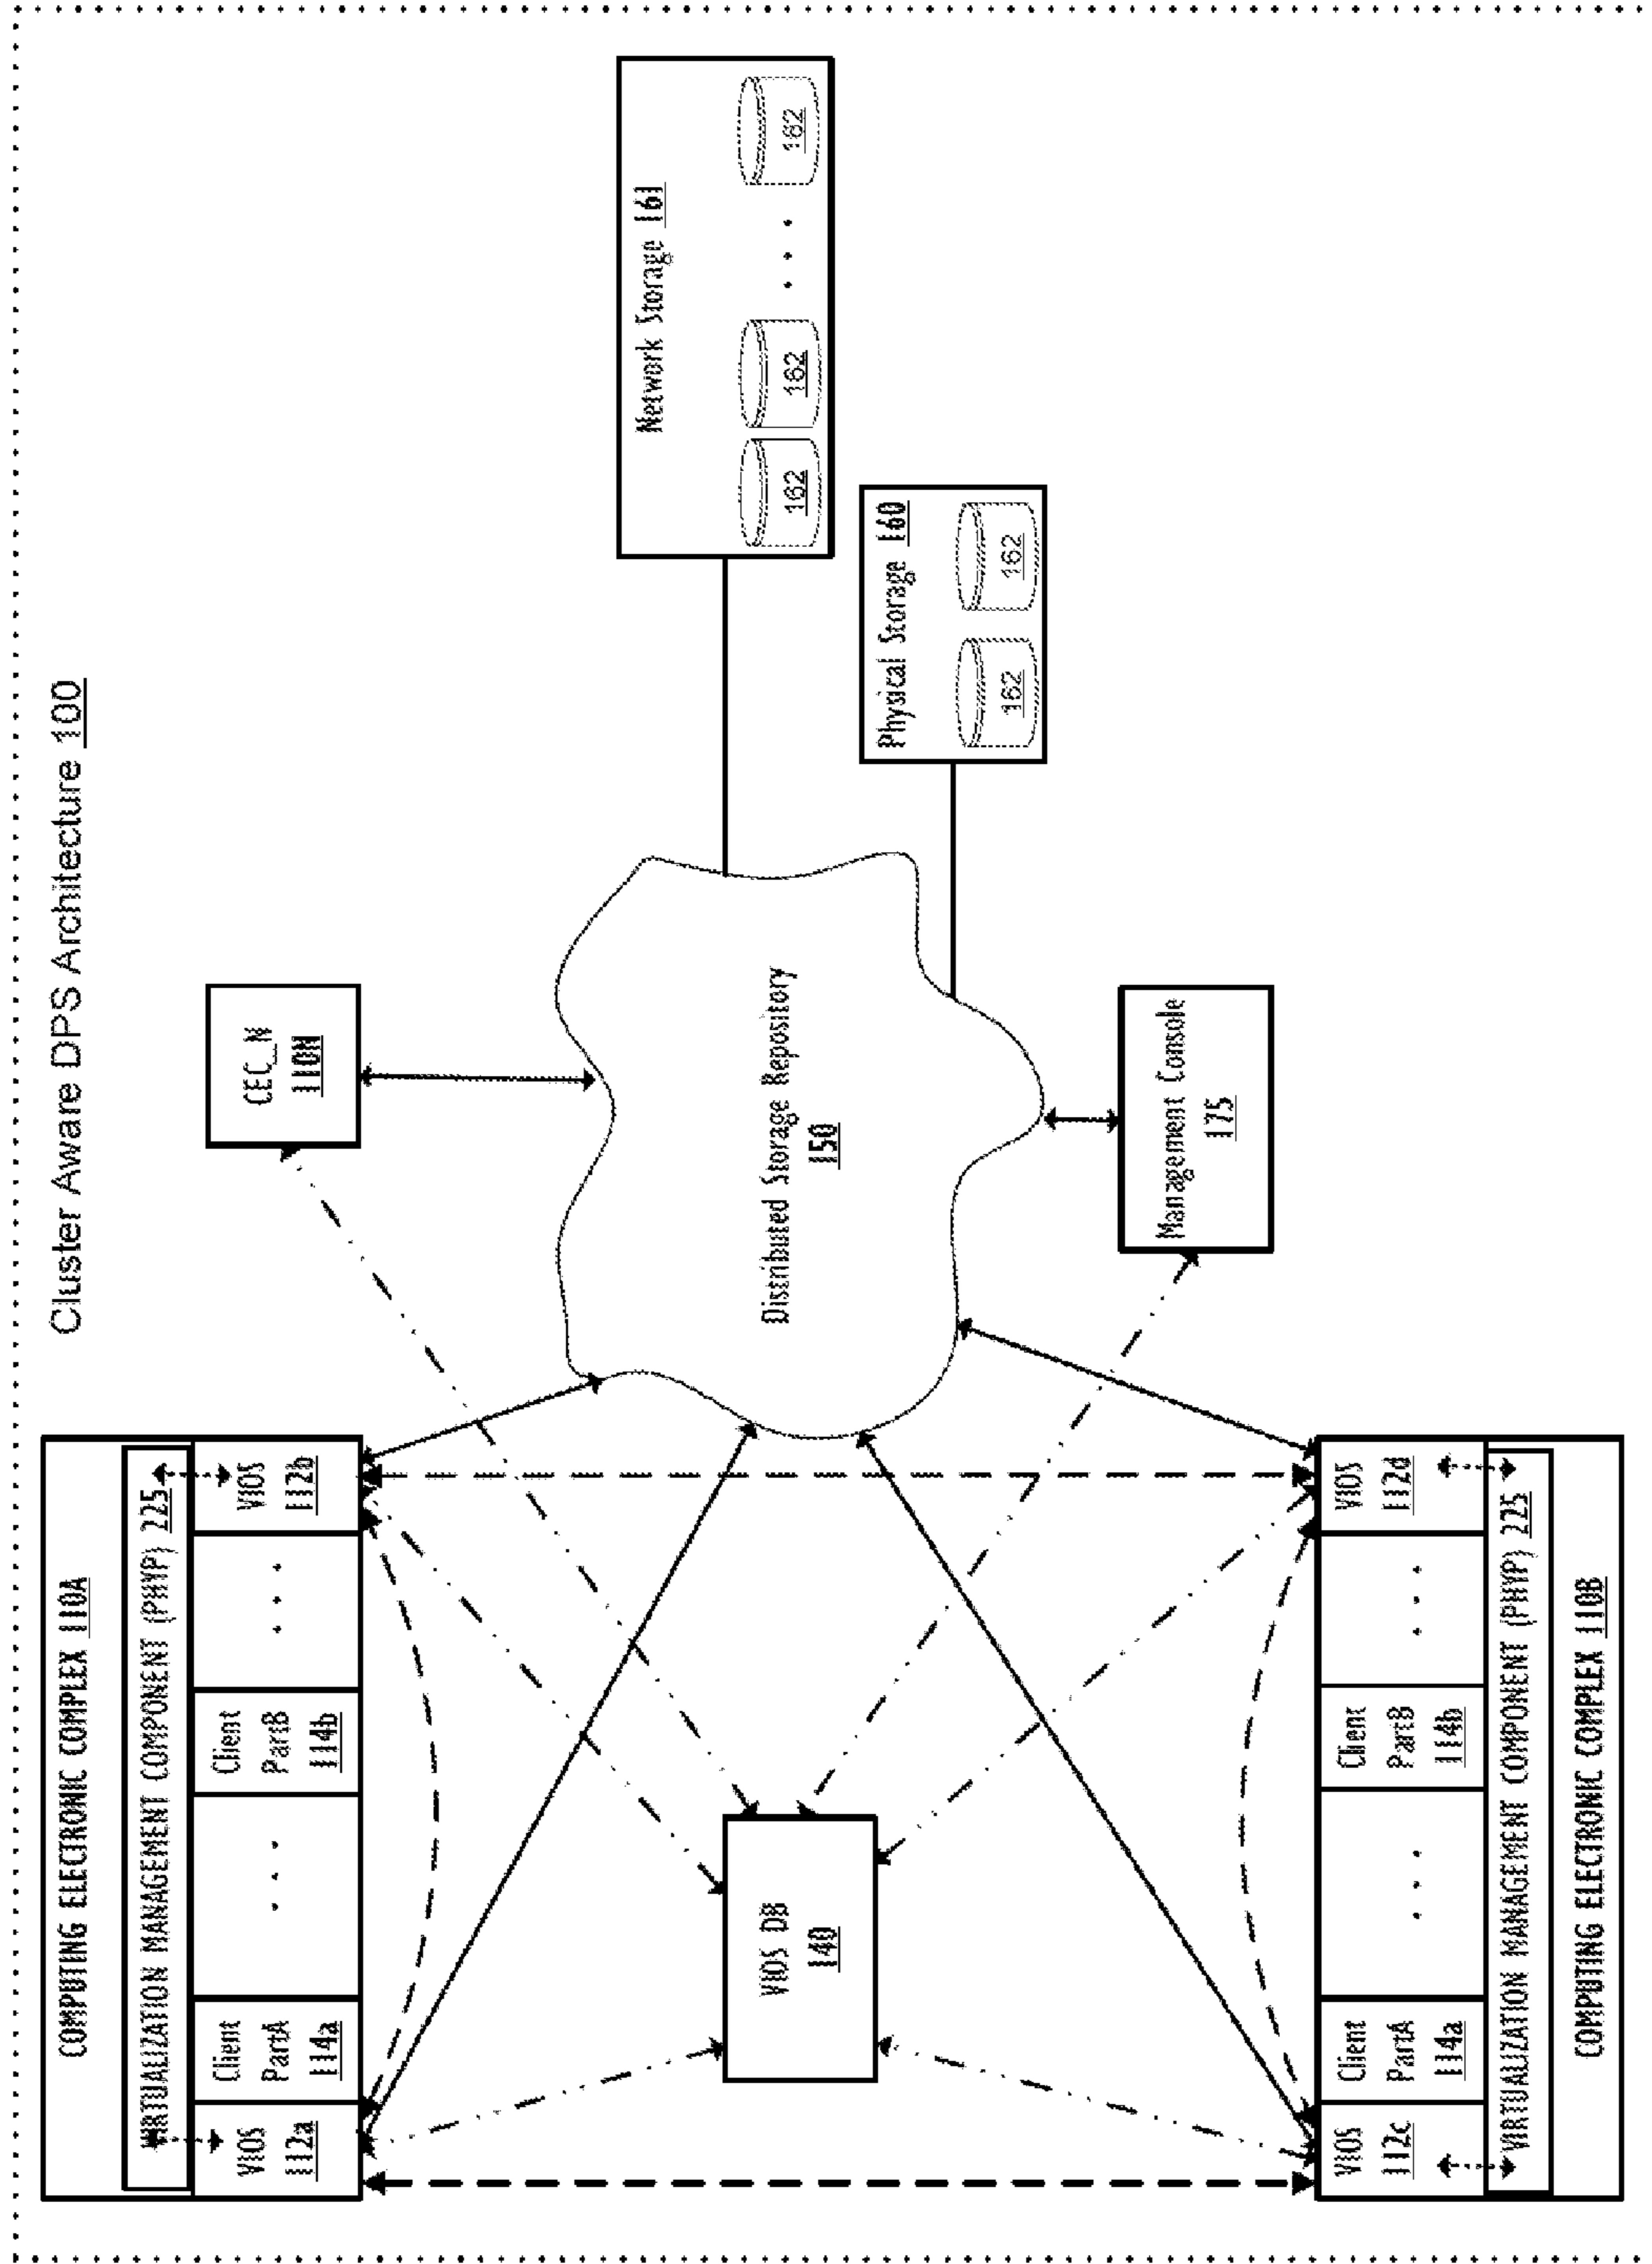 Cluster Aware DPS Architecture 100
COMPUTING ELECTRONIC COMPLEX 110A
VIRTUALIZATION MANAGEMENT COMPONENT (PHYP) 225
VIOS
112a
Client
PartA
114a
. . .
Client
PartB
114b
. . .
VIOS
112b
CEC_N
110N
Network Storage 161
162
162
. . .
162
VIOS DB
140
Distributed Storage Repository
150
Physical Storage 160
162
162
Management Console
175
VIOS
112c
Client
PartA
114a
. . .
Client
PartB
114b
. . .
VIOS
112d
VIRTUALIZATION MANAGEMENT COMPONENT (PHYP) 225
COMPUTING ELECTRONIC COMPLEX 110B